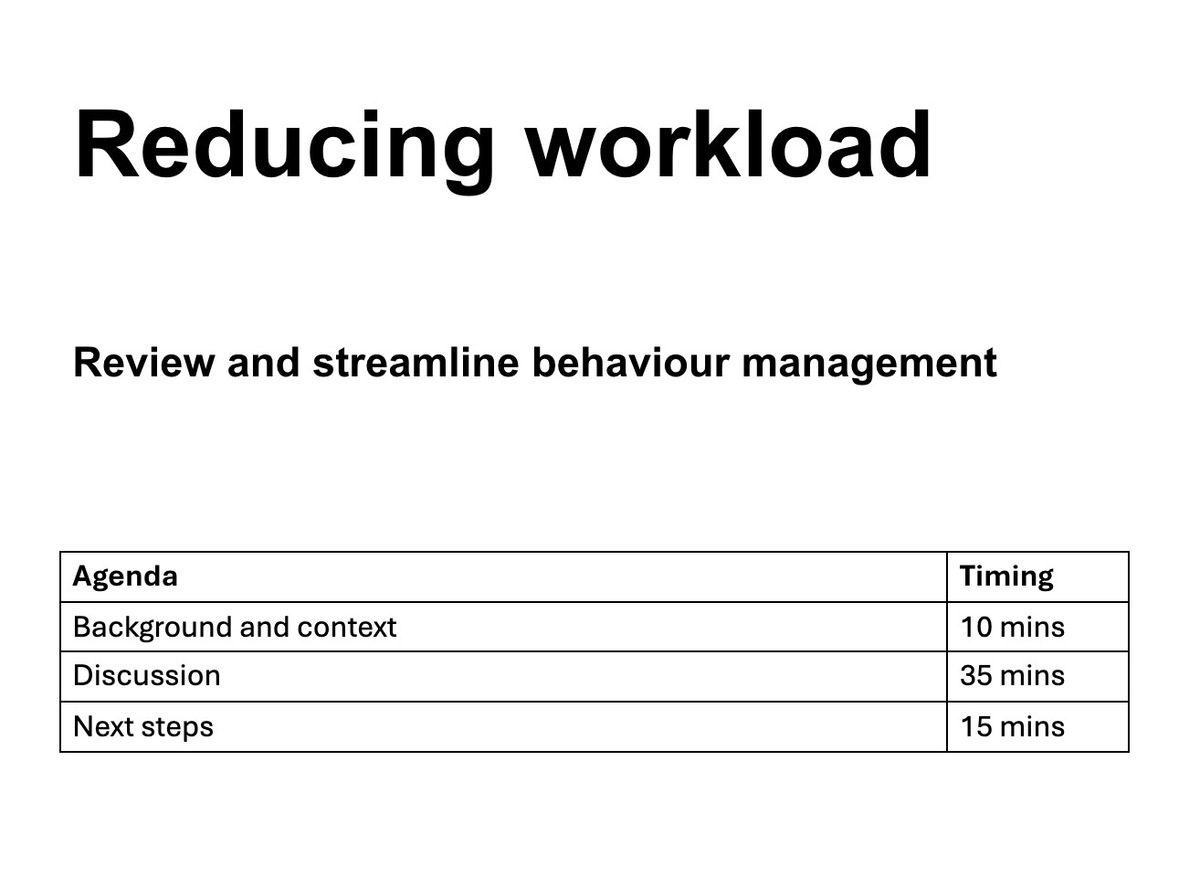 Reducing workload
Review and streamline behaviour management
Agenda Timing
Background and context 10 mins
Discussion 35 mins
Next steps 15 mins